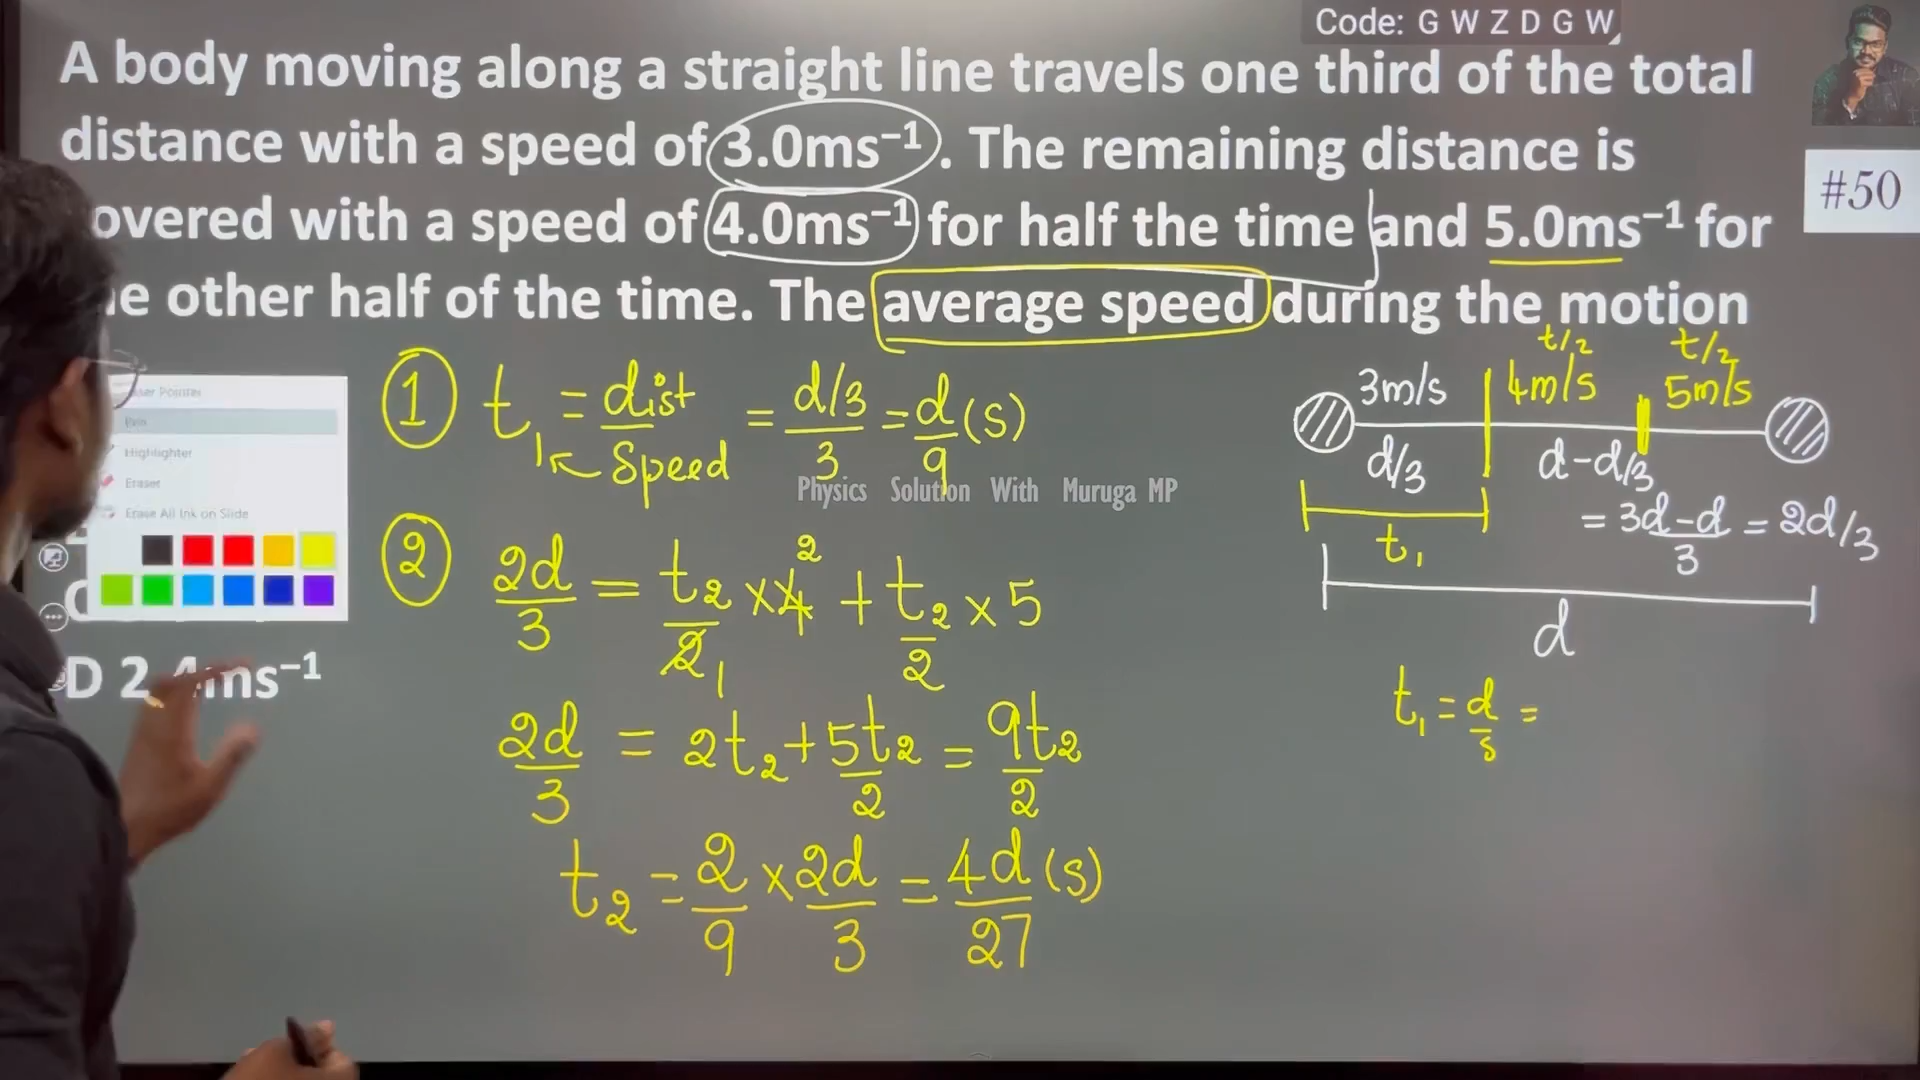 Code: G W Z D G W
A body moving along a straight line travels one third of the total
distance with a speed of 3.0ms⁻¹. The remaining distance is
overed with a speed of 4.0ms⁻¹ for half the time and 5.0ms⁻¹ for
e other half of the time. The average speed during the motion
#50
Pointer
Pen
Highlighter
Eraser
Erase All Ink on Slide
C
D 2.4ms⁻¹
① t₁ = dist/Speed = (d/3)/3 = d/9 (s)
Physics Solution With Muruga MP
② 2d/3 = t₂/2 × 4 2 + t₂/2 × 5
1
2d/3 = 2t₂ + 5t₂/2 = 9t₂/2
t₂ = 2/9 × 2d/3 = 4d/27 (s)
t/2 t/2
3m/s 4m/s 5m/s
d/3 d-d/3
= 3d-d/3 = 2d/3
t₁
d
t₁ = d/s =